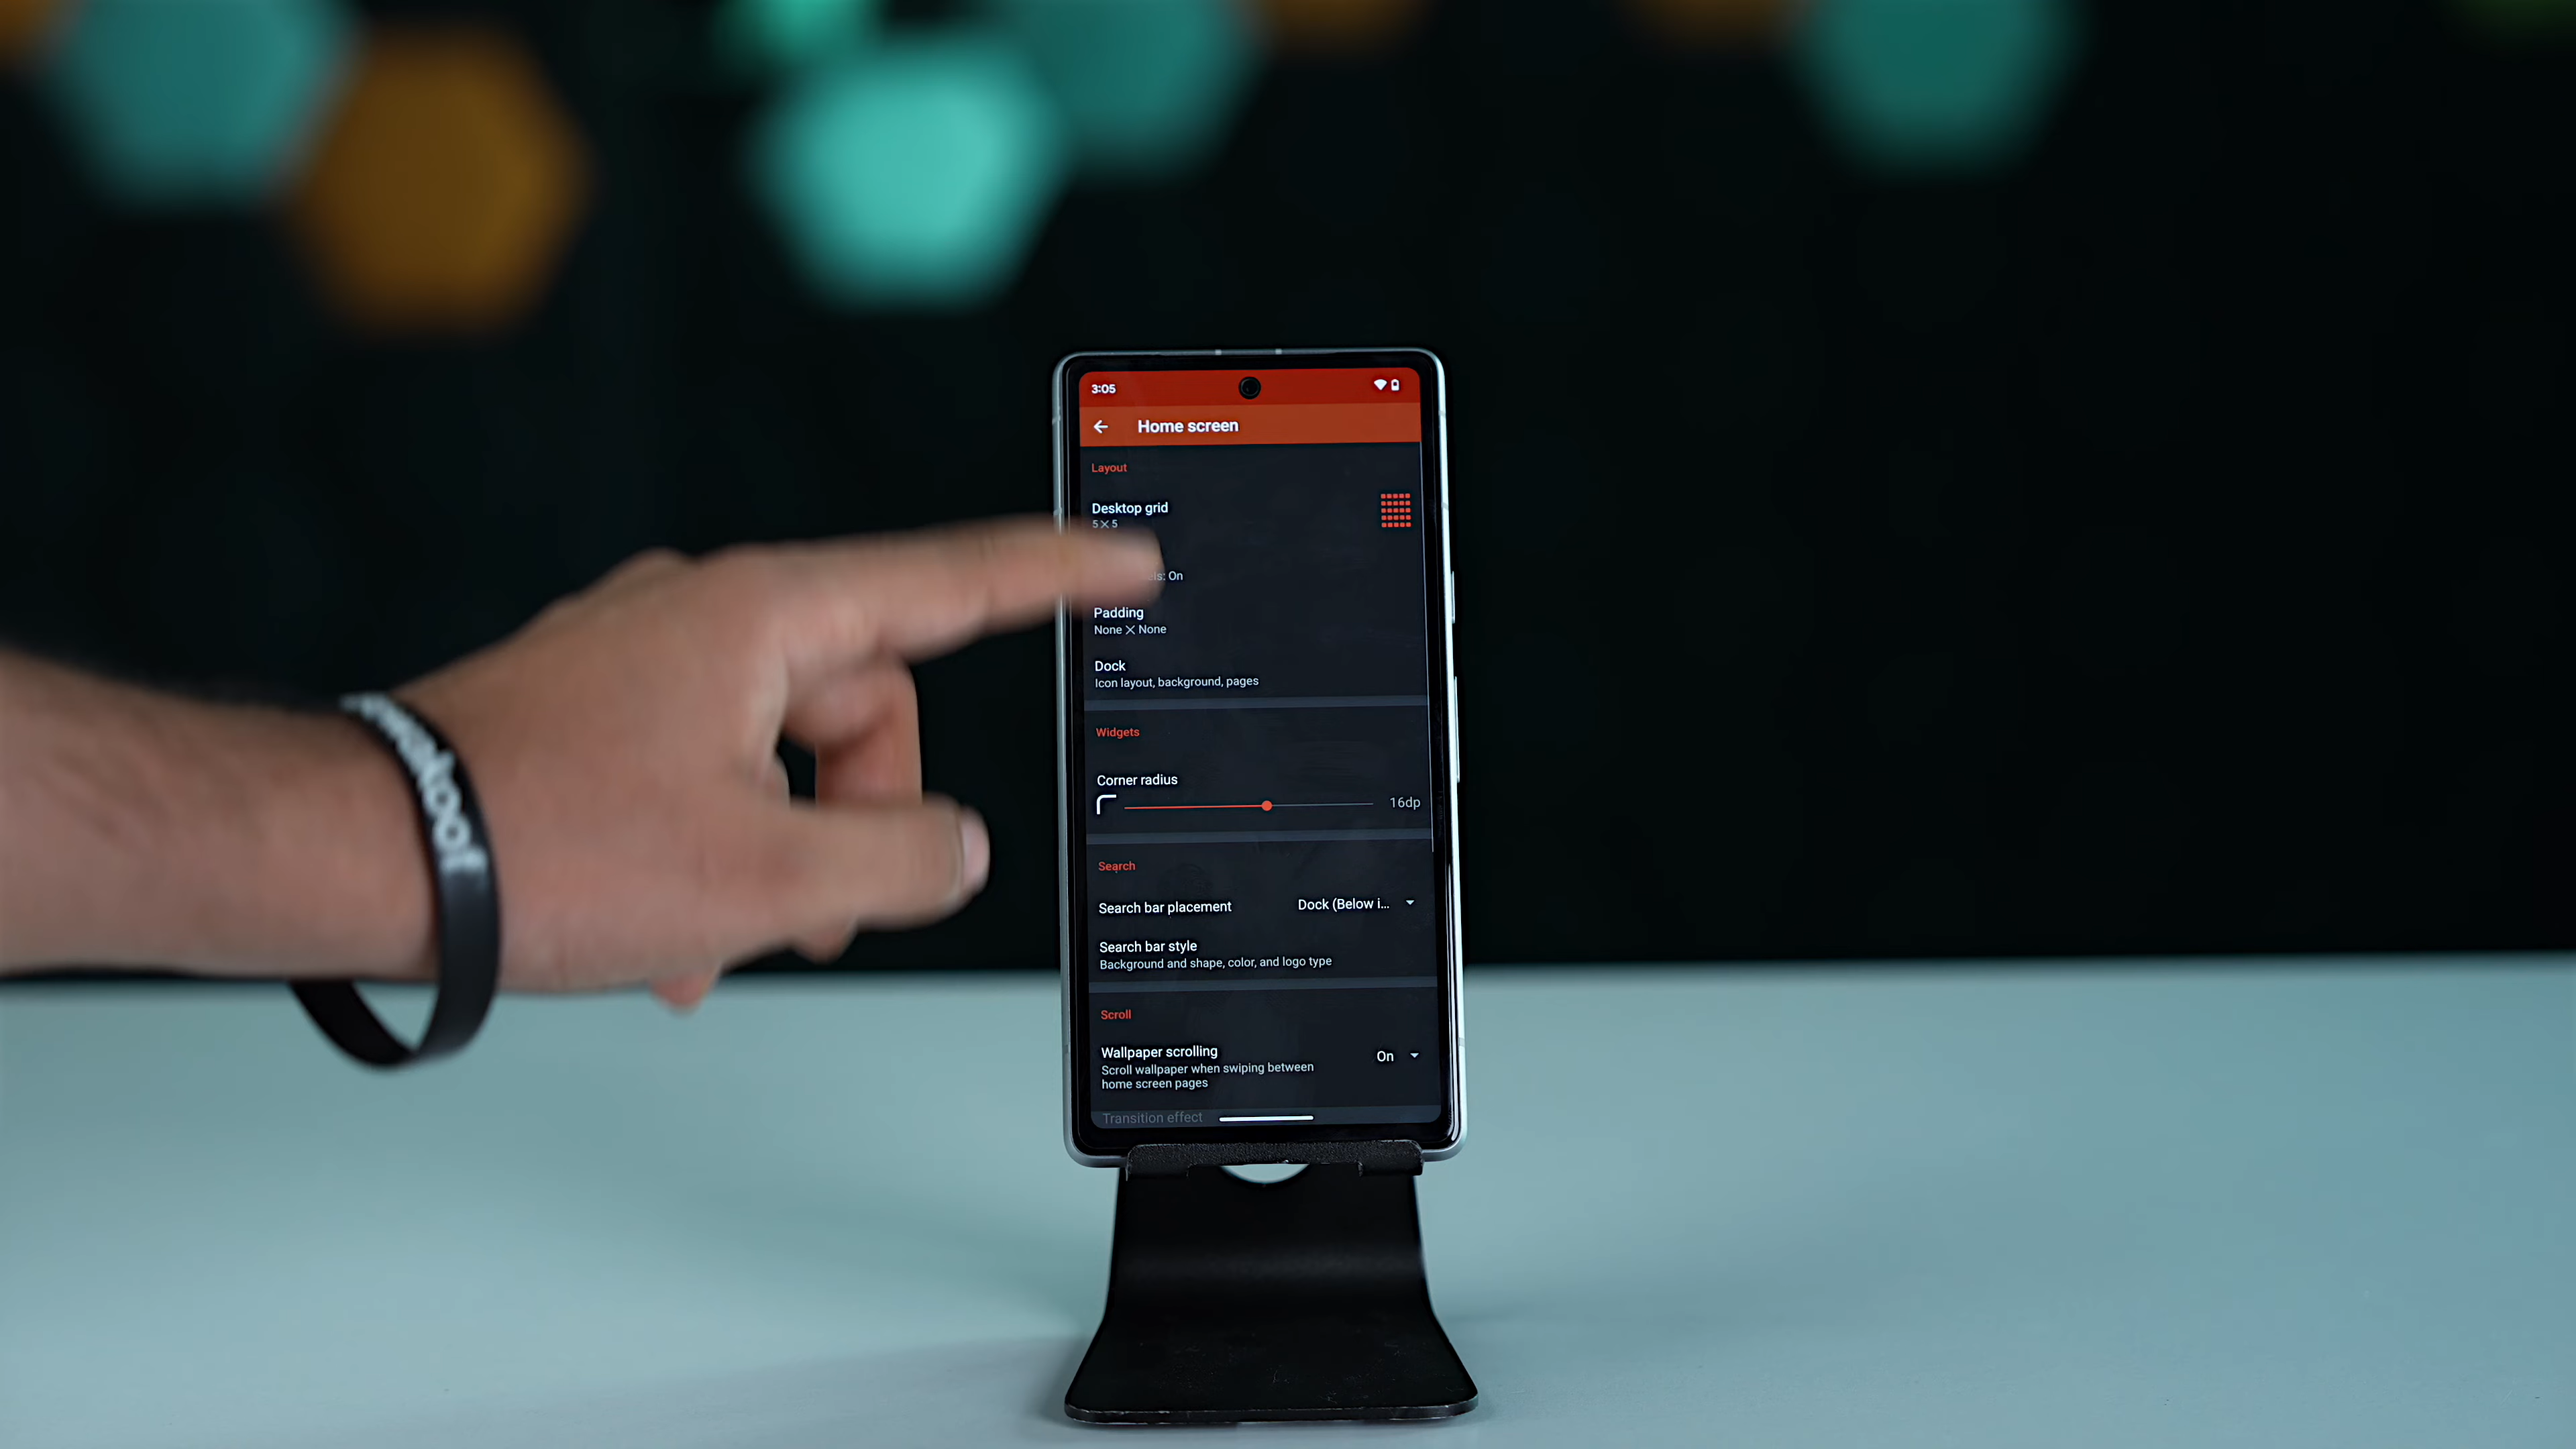 3:05
Home screen
Layout
Desktop grid
5 X 5
On
Padding
None X None
Dock
Icon layout, background, pages
Widgets
Corner radius
16dp
Search
Search bar placement
Dock (Below i...
Search bar style
Background and shape, color, and logo type
Scroll
Wallpaper scrolling
On
Scroll wallpaper when swiping between
home screen pages
Transition effect